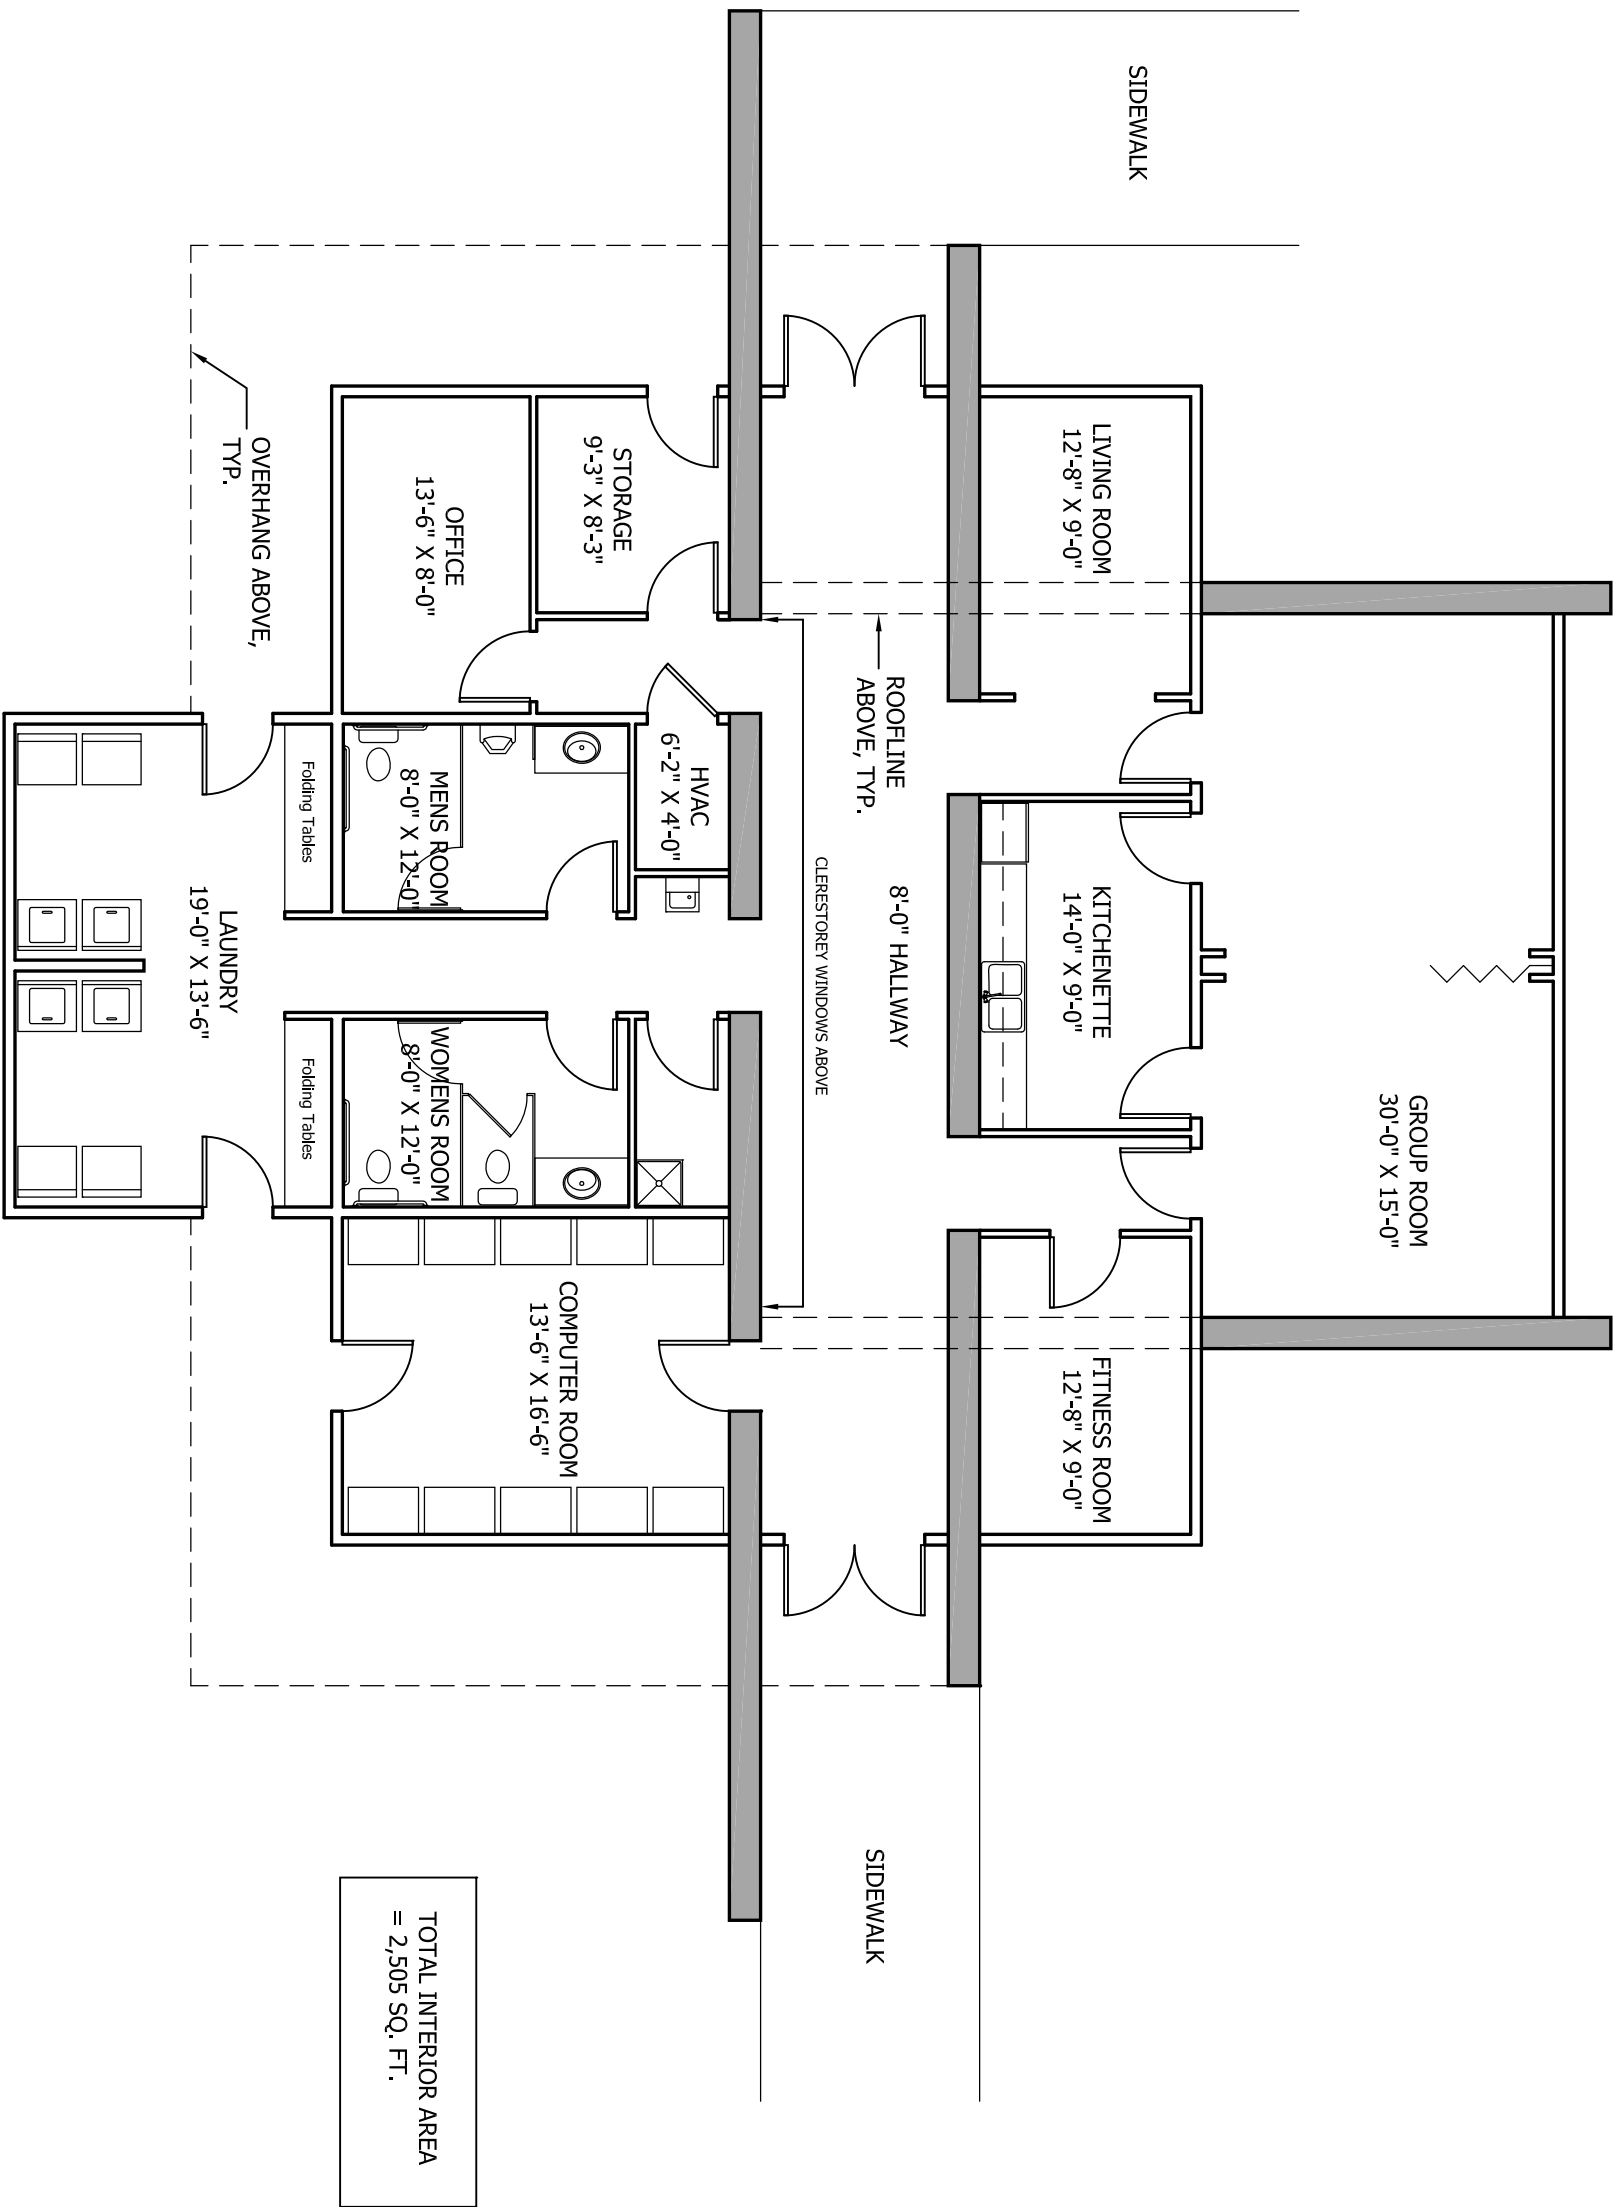 GROUP ROOM
30'-0" X 15'-0"
SIDEWALK
LIVING ROOM
12'-8" X 9'-0"
KITCHENETTE
14'-0" X 9'-0"
FITNESS ROOM
12'-8" X 9'-0"
ROOFLINE
ABOVE, TYP.
8'-0" HALLWAY
SIDEWALK
CLERESTOREY WINDOWS ABOVE
STORAGE
9'-3" X 8'-3"
HVAC
6'-2" X 4'-0"
OFFICE
13'-6" X 8'-0"
MENS ROOM
8'-0" X 12'-0"
WOMENS ROOM
8'-0" X 12'-0"
COMPUTER ROOM
13'-6" X 16'-6"
OVERHANG ABOVE,
TYP.
Folding Tables
Folding Tables
LAUNDRY
19'-0" X 13'-6"
TOTAL INTERIOR AREA
= 2,505 SQ. FT.